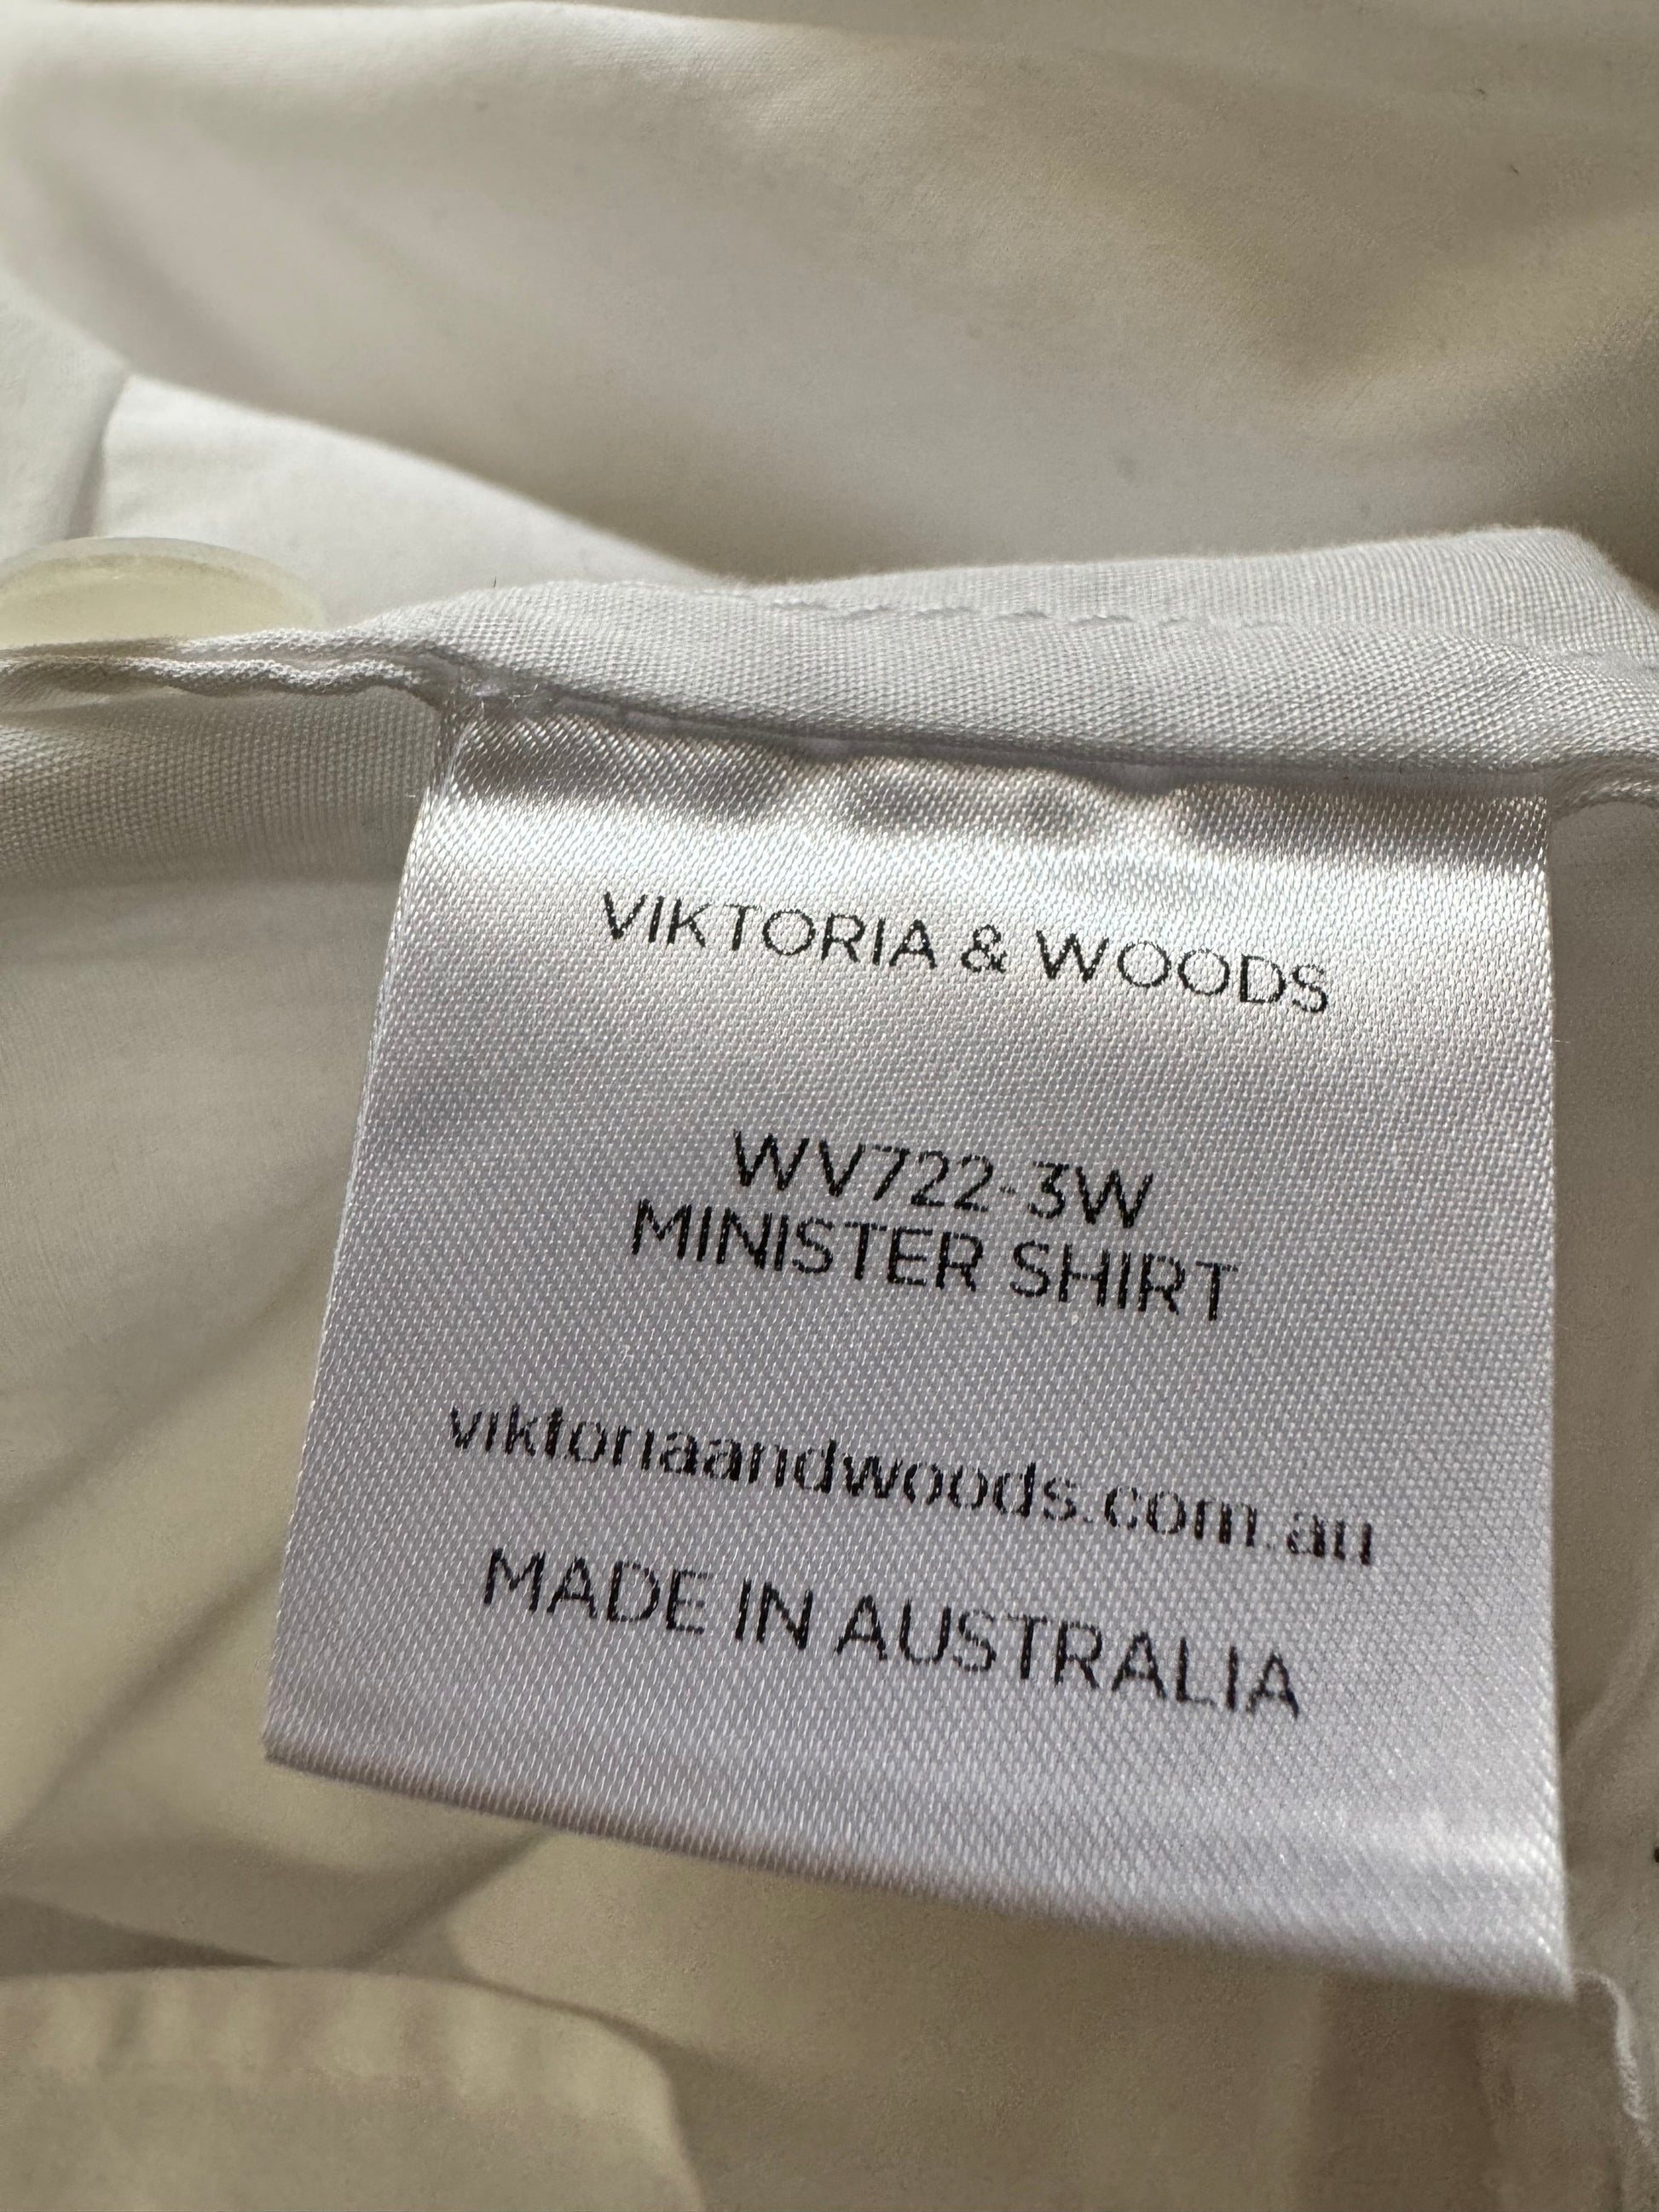 VIKTORIA & WOODS
WV722-3W
MINISTER SHIRT
viktoriaandwoods.com.au
MADE IN AUSTRALIA